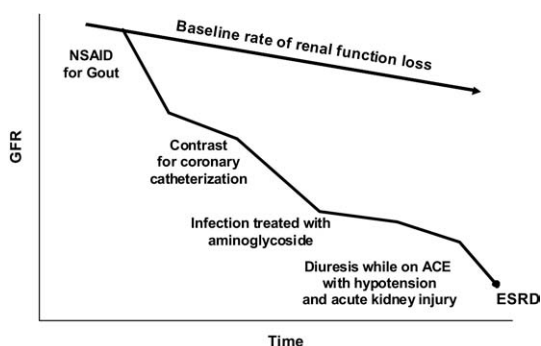 Baseline rate of renal function loss
NSAID
for Gout
GFR
Contrast
for coronary
catheterization
Infection treated with
aminoglycoside
Diuresis while on ACE
with hypotension
and acute kidney injury
ESRD
Time